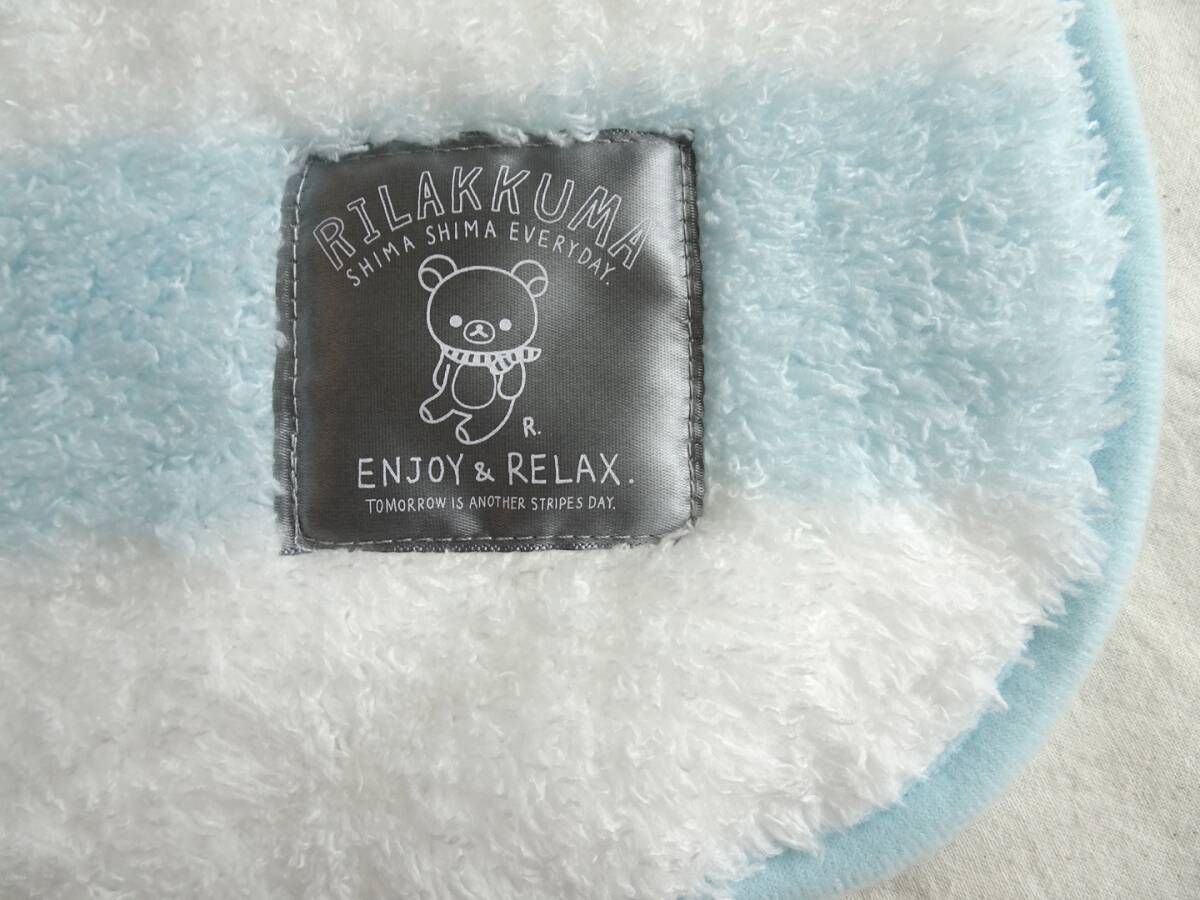 RILAKKUMA
SHIMA SHIMA EVERYDAY.
R.
ENJOY & RELAX.
TOMORROW IS ANOTHER STRIPES DAY.